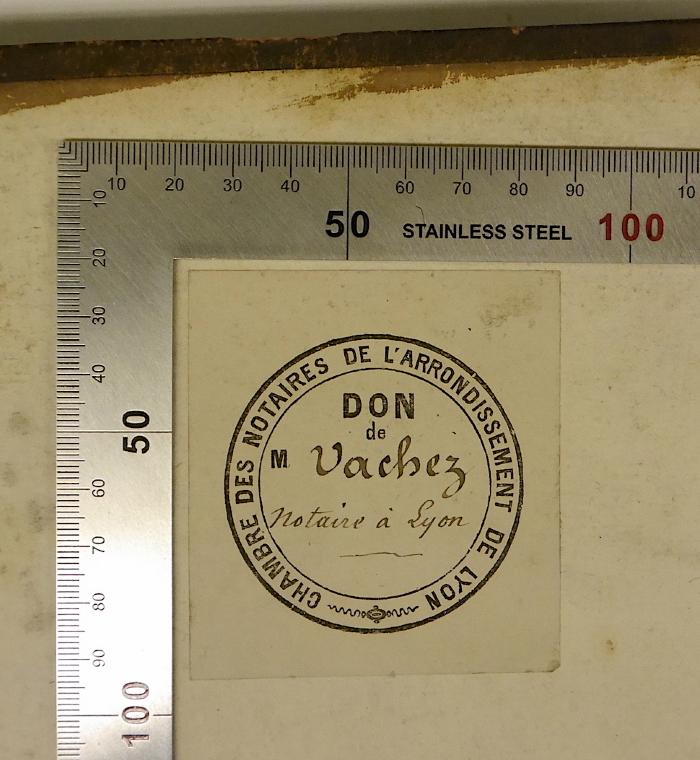 10 20 30 40 50 60 70 80 90 100 10
STAINLESS STEEL
10
20
30
40
50
60
70
80
90
100
CHAMBRE DES NOTAIRES DE L'ARRONDISSEMENT DE LYON
DON
de
M Vachez
Notaire à Lyon